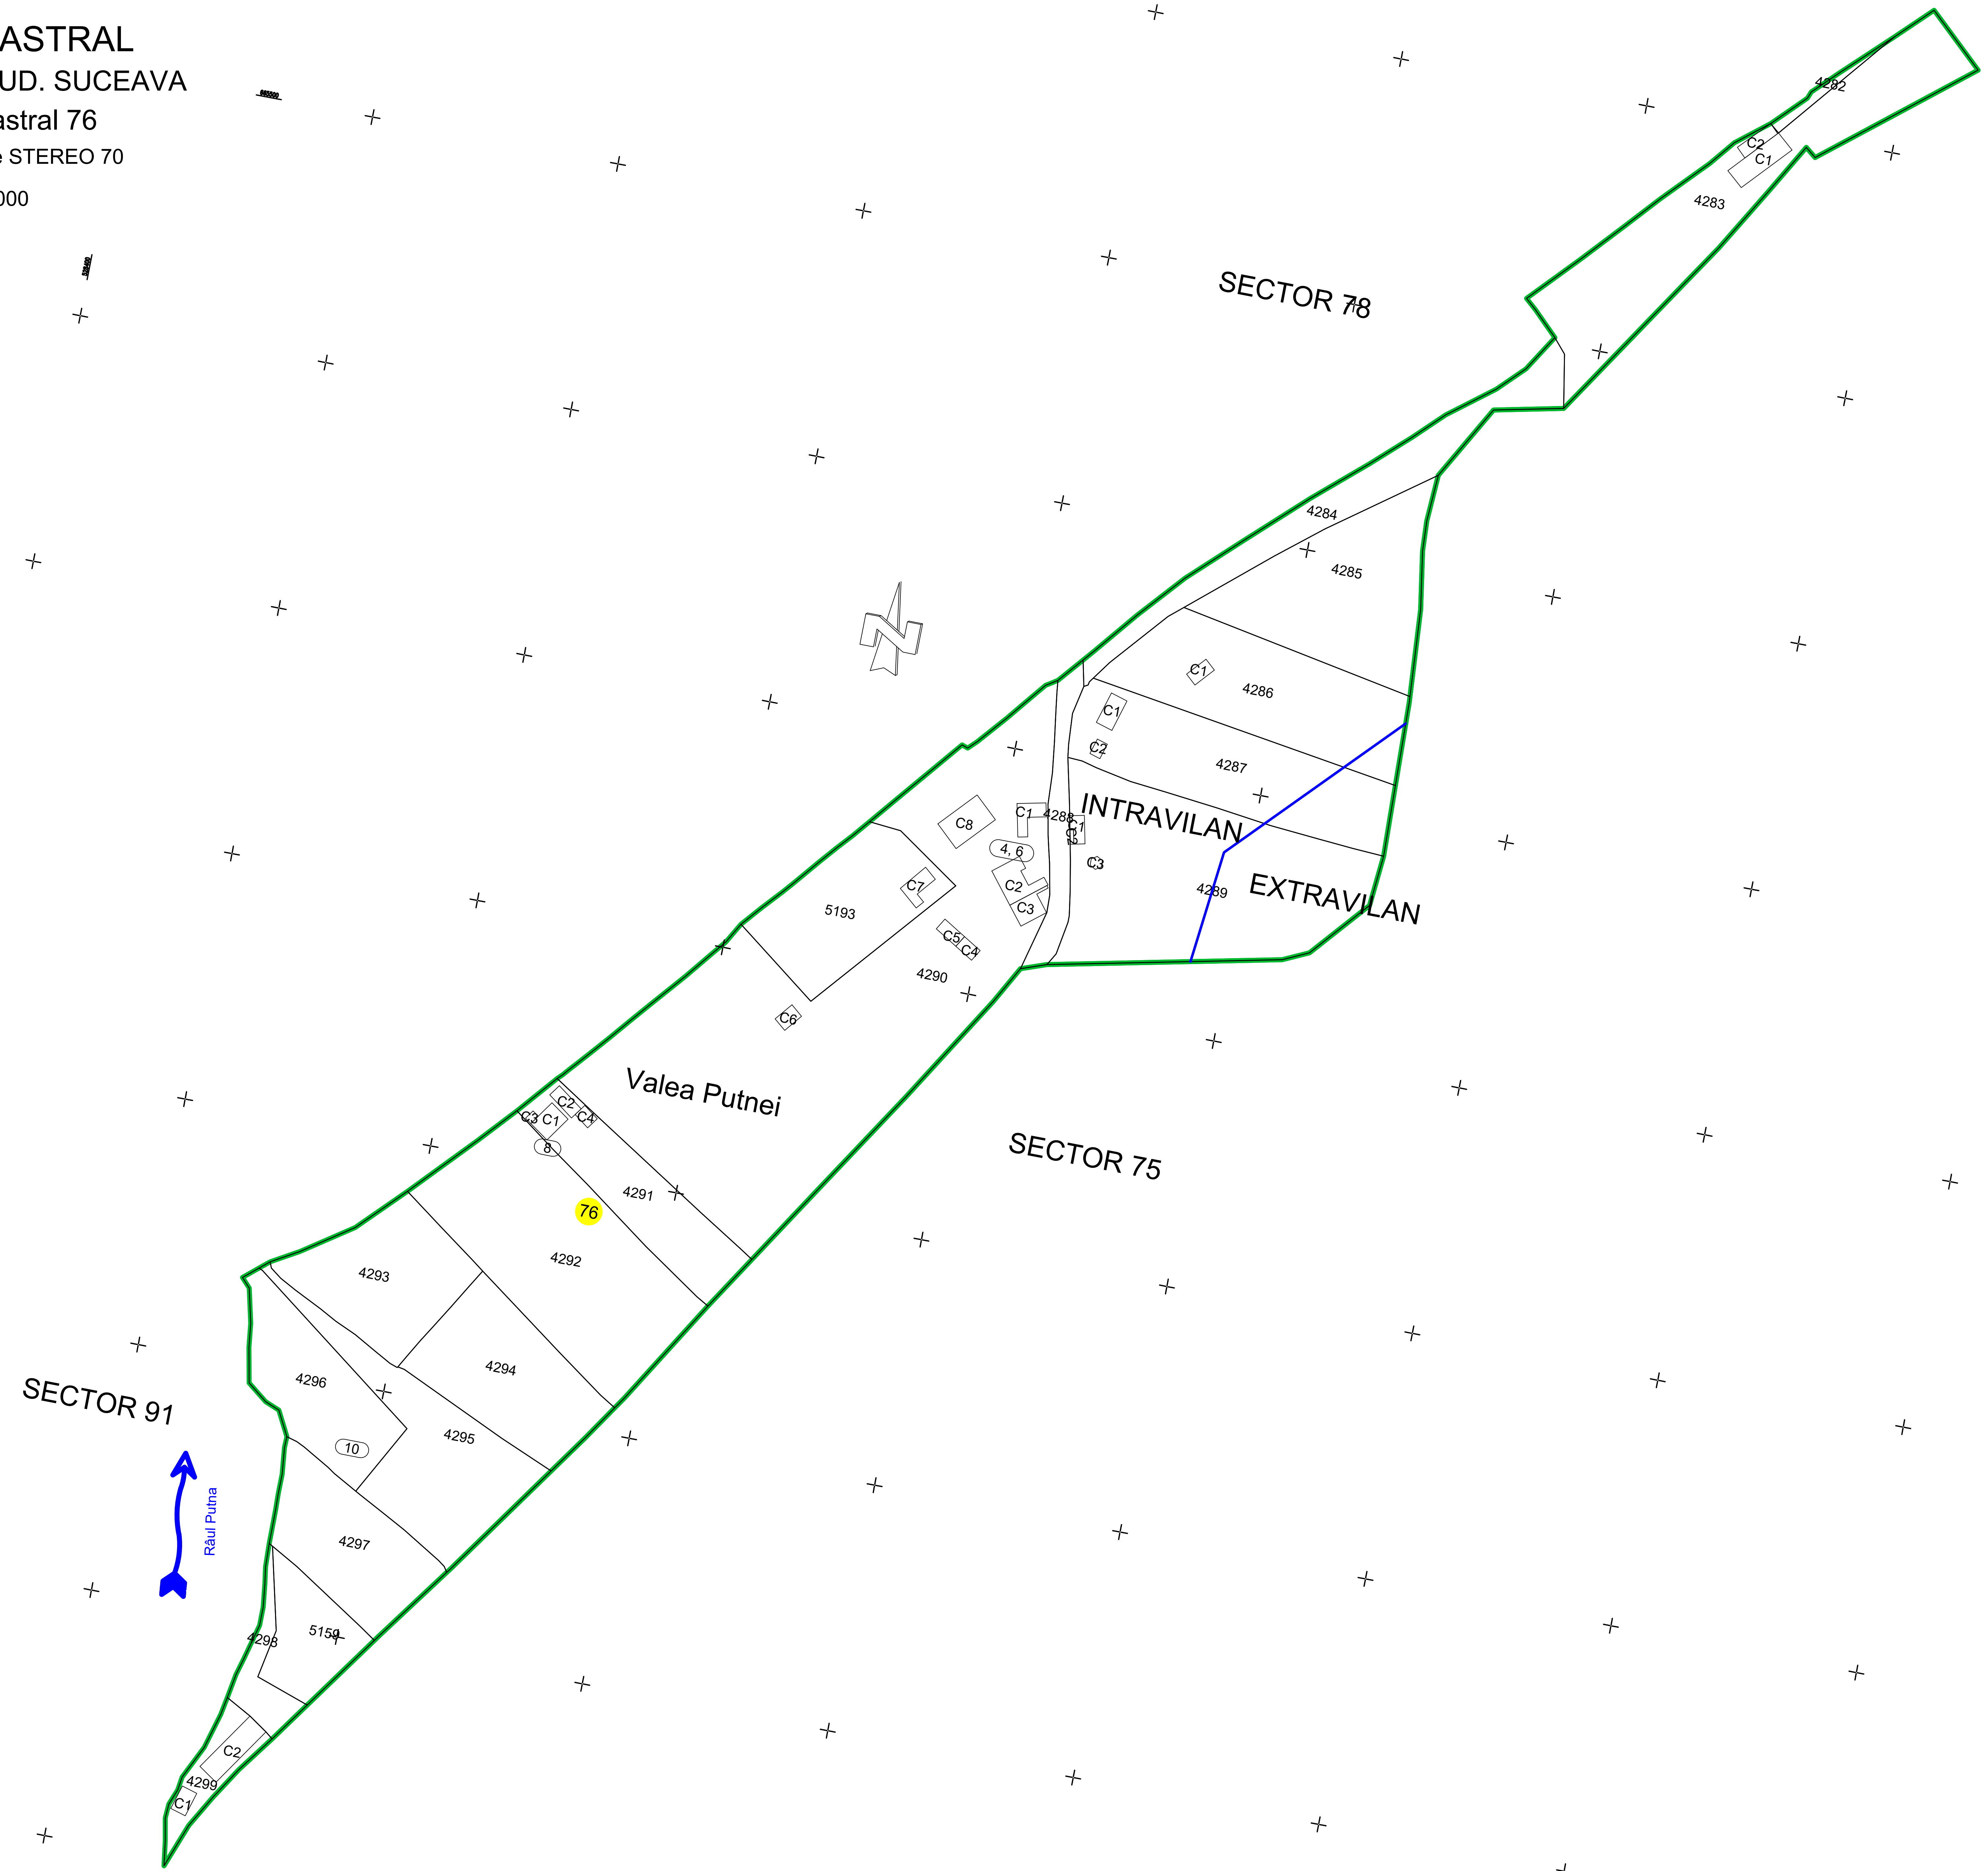 ASTRAL
UD. SUCEAVA
astral 76
STEREO 70
000
SECTOR 78
4282
C2
C1
4283
4284
4285
C1
4286
C1
C2
4287
INTRAVILAN
C1
4288
C1
C2
C8
4, 6
C3
C2
C7
C3
4289
EXTRAVILAN
5193
C5
C4
4290
C6
Valea Putnei
C2
C3
C1
C4
8
SECTOR 75
4291
76
4292
4293
4294
4296
SECTOR 91
4295
10
Râul Putna
4297
5159
4298
C2
4299
C1